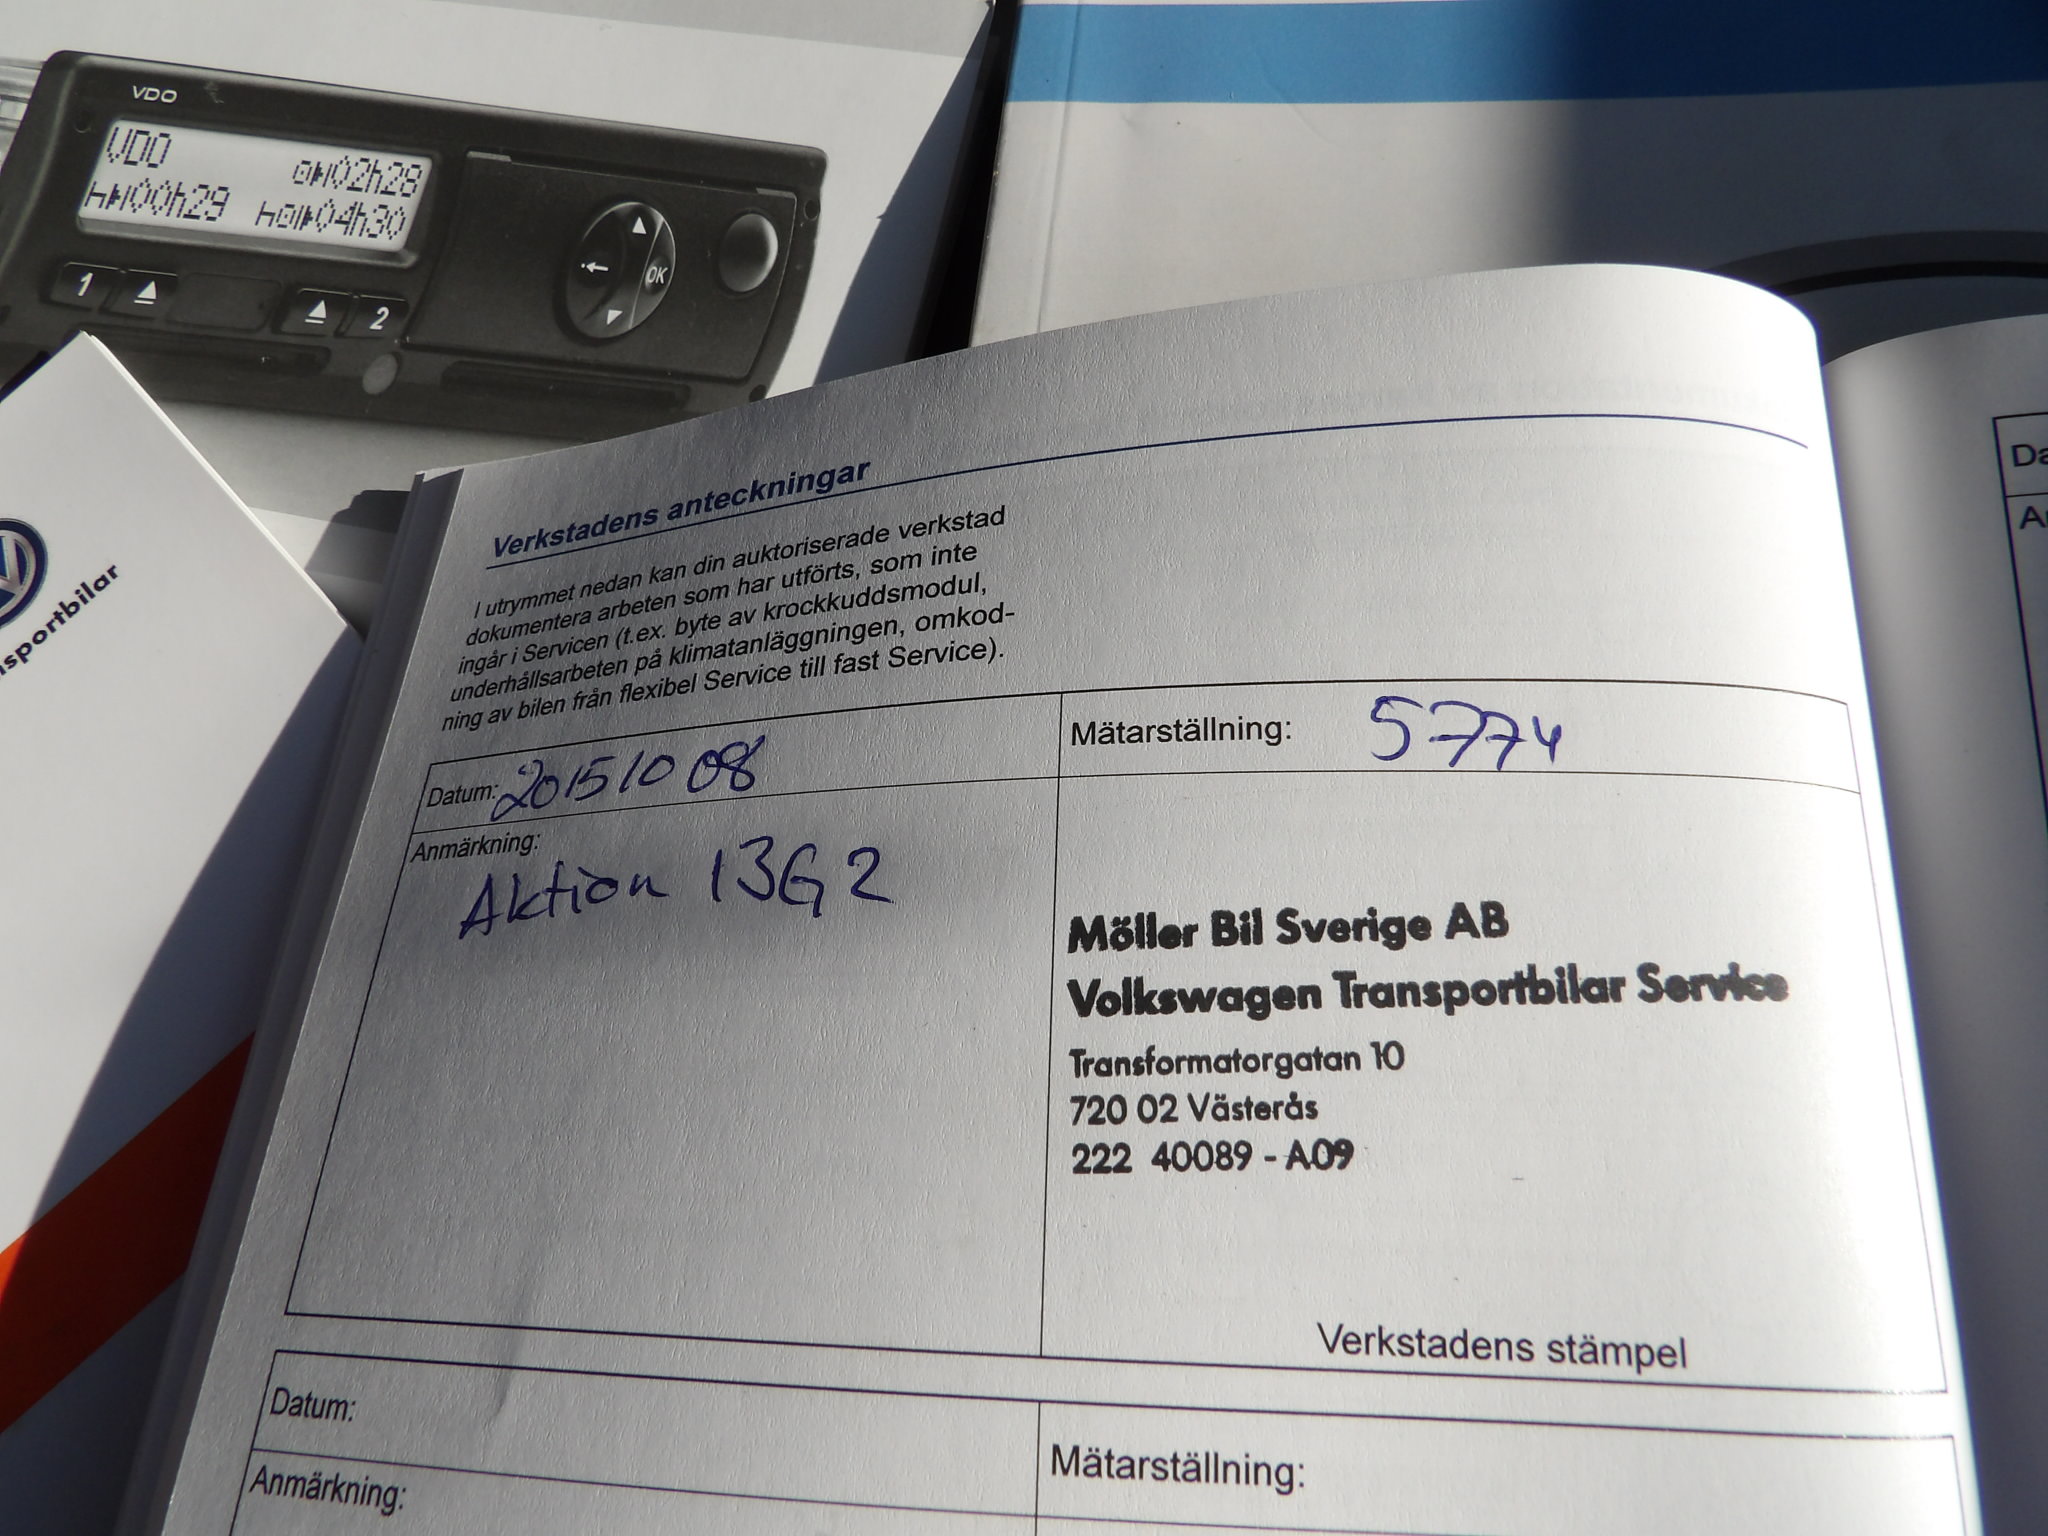 VDO
VDO
02h28
00h29
04h30
1
2
OK
sportbilar
Verkstadens anteckningar
I utrymmet nedan kan din auktoriserade verkstad
dokumentera arbeten som har utförts, som inte
ingår i Servicen (t.ex. byte av krockkuddsmodul,
underhållsarbeten på klimatanläggningen, omkod-
ning av bilen från flexibel Service till fast Service).
Datum: 20151008
Mätarställning: 5774
Anmärkning:
Aktion 13G2
Möller Bil Sverige AB
Volkswagen Transportbilar Service
Transformatorgatan 10
720 02 Västerås
222 40089 - A09
Verkstadens stämpel
Datum:
Mätarställning:
Anmärkning:
Da